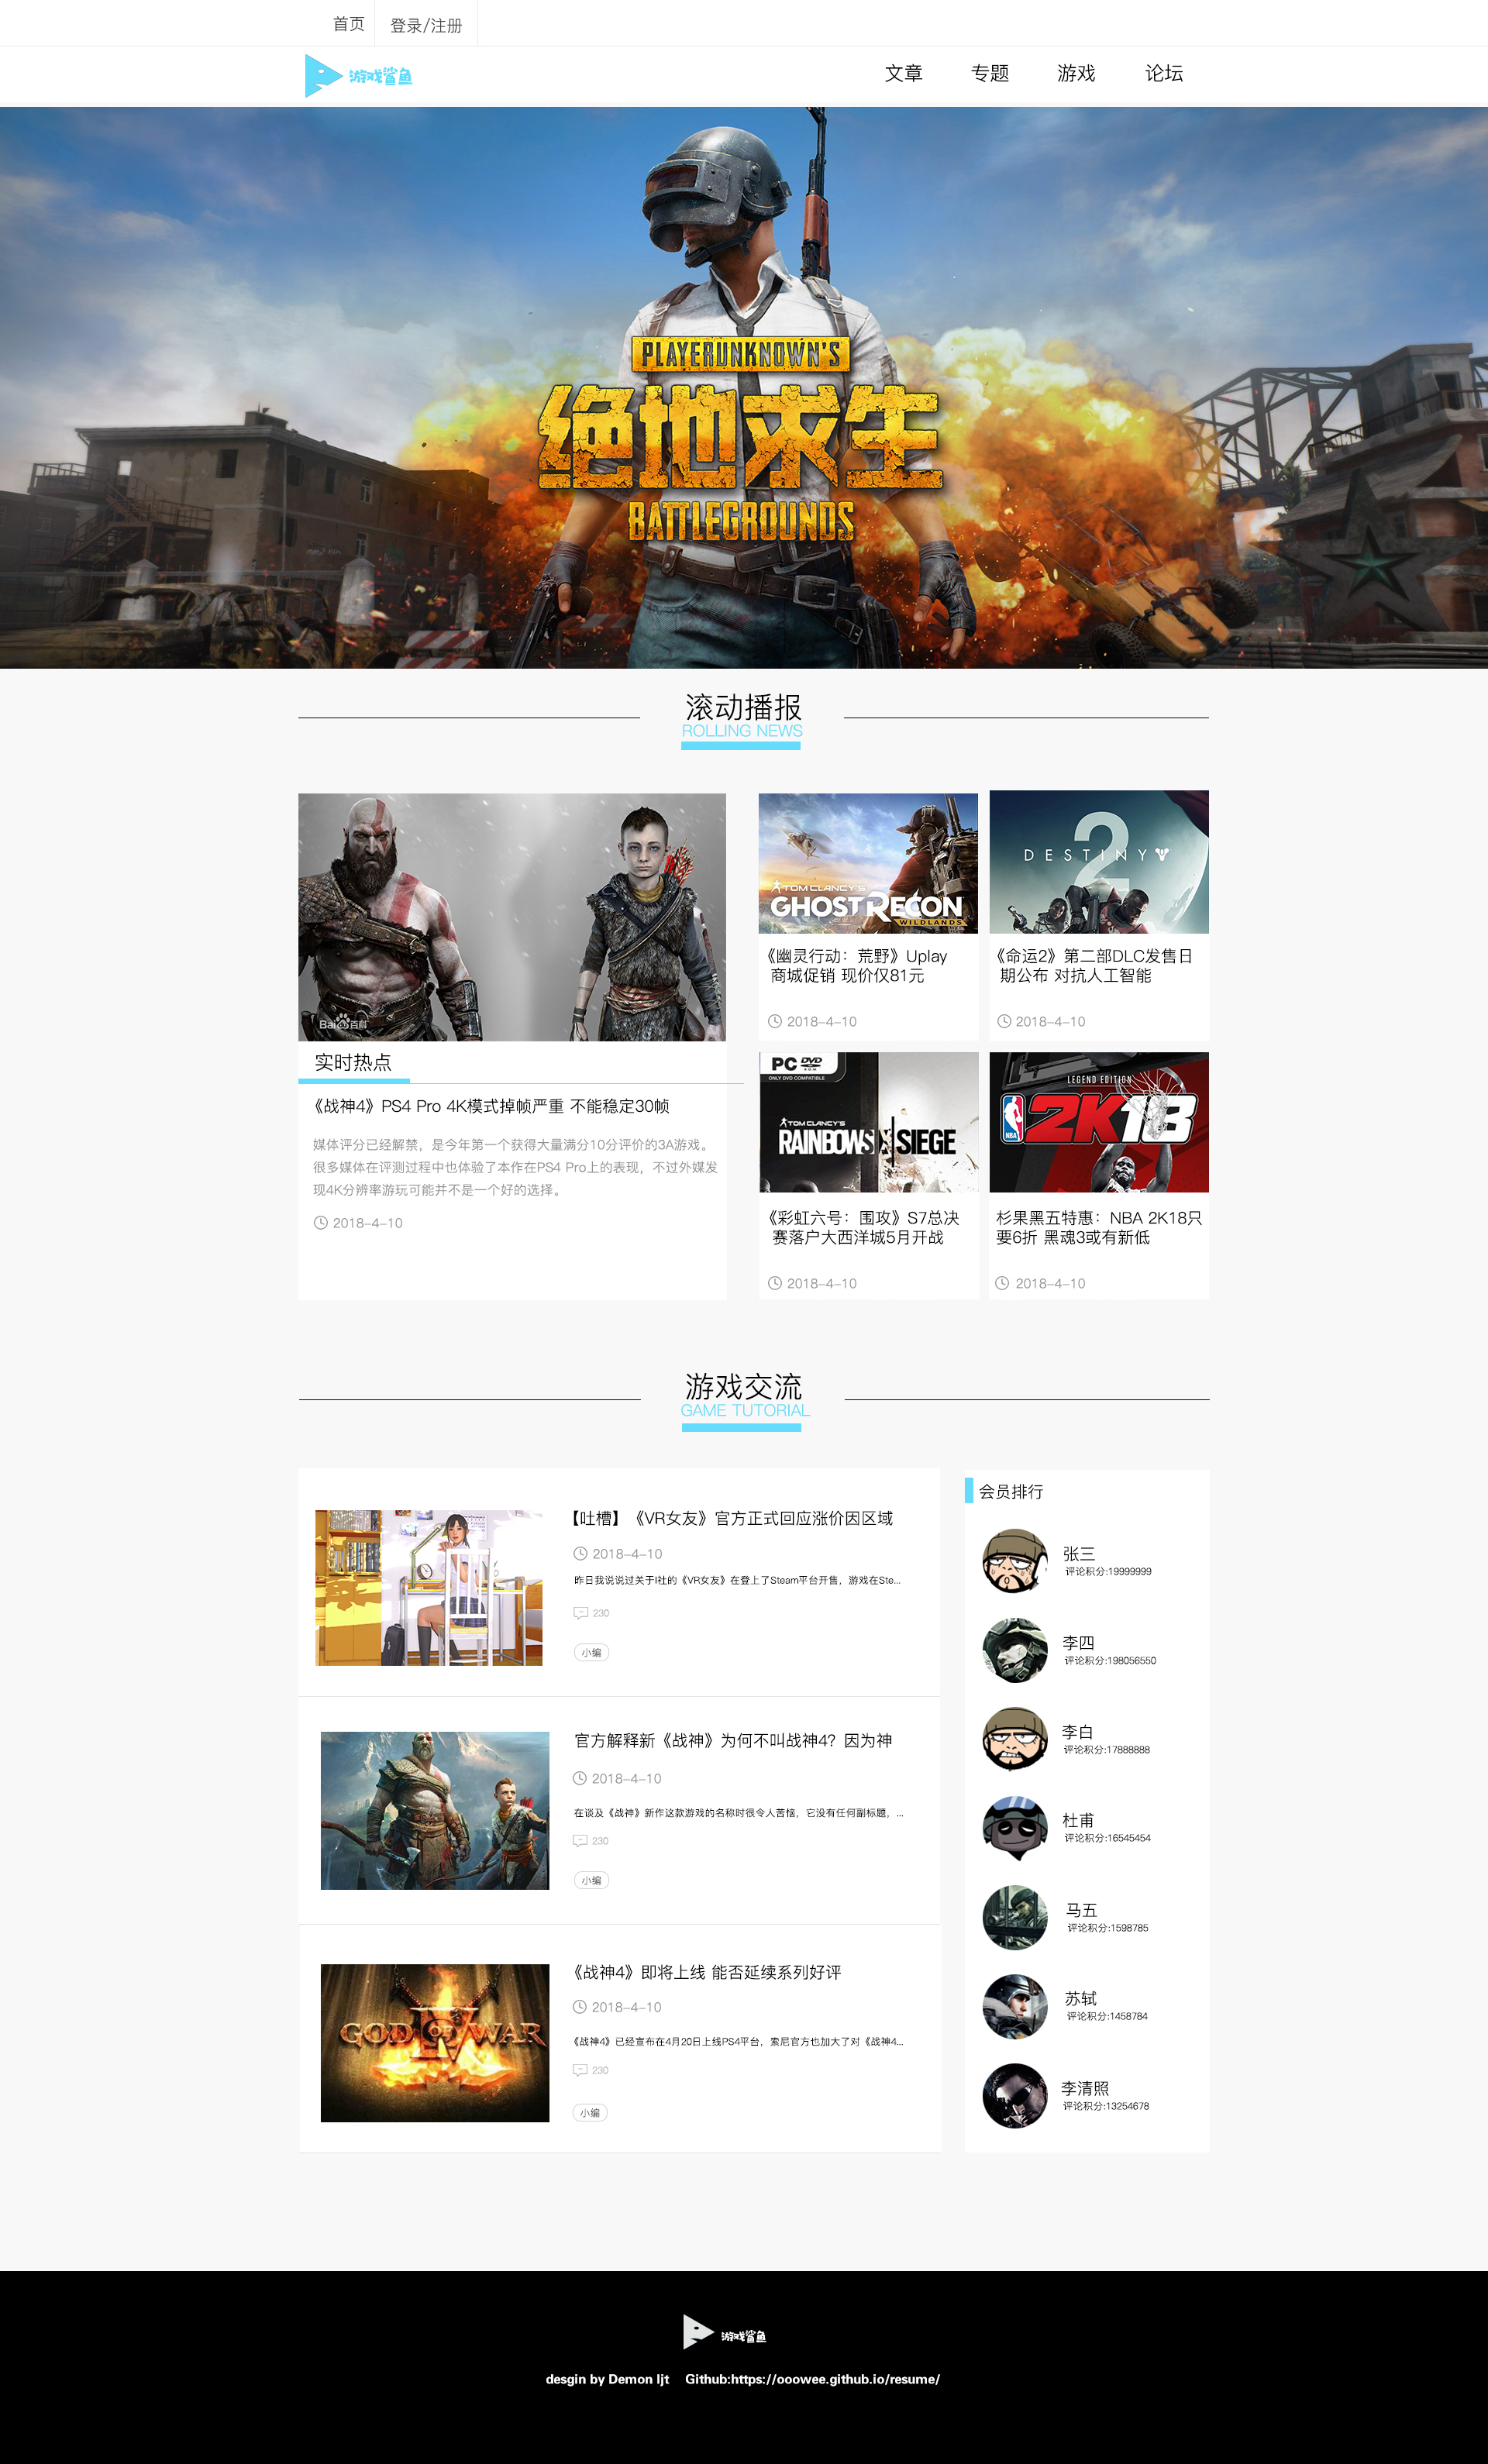 首页
登录/注册
游戏鲨鱼
文章
专题
游戏
论坛
PLAYERUNKNOWN'S
绝地求生
BATTLEGROUNDS
滚动播报
ROLLING NEWS
Bai百科
实时热点
《战神4》PS4 Pro 4K模式掉帧严重 不能稳定30帧
媒体评分已经解禁，是今年第一个获得大量满分10分评价的3A游戏。
很多媒体在评测过程中也体验了本作在PS4 Pro上的表现，不过外媒发
现4K分辨率游玩可能并不是一个好的选择。
2018-4-10
TOM CLANCY'S
GHOST RECON
WILDLANDS
《幽灵行动：荒野》Uplay
商城促销 现价仅81元
2018-4-10
2
DESTINY
《命运2》第二部DLC发售日
期公布 对抗人工智能
2018-4-10
PC DVD
ROM
ONLY DVD COMPATIBLE
TOM CLANCY'S
RAINBOW SIX SIEGE
《彩虹六号：围攻》S7总决
赛落户大西洋城5月开战
2018-4-10
LEGEND EDITION
NBA
2K18
杉果黑五特惠：NBA 2K18只
要6折 黑魂3或有新低
2018-4-10
游戏交流
GAME TUTORIAL
【吐槽】《VR女友》官方正式回应涨价因区域
2018-4-10
昨日我说说过关于I社的《VR女友》在登上了Steam平台开售，游戏在Ste...
230
小编
官方解释新《战神》为何不叫战神4？因为神
2018-4-10
在谈及《战神》新作这款游戏的名称时很令人苦恼，它没有任何副标题，...
230
小编
GOD OF WAR
IV
《战神4》即将上线 能否延续系列好评
2018-4-10
《战神4》已经宣布在4月20日上线PS4平台，索尼官方也加大了对《战神4...
230
小编
会员排行
张三
评论积分:19999999
李四
评论积分:198056550
李白
评论积分:17888888
杜甫
评论积分:16545454
马五
评论积分:1598785
苏轼
评论积分:1458784
李清照
评论积分:13254678
游戏鲨鱼
desgin by Demon ljt Github:https://ooowee.github.io/resume/